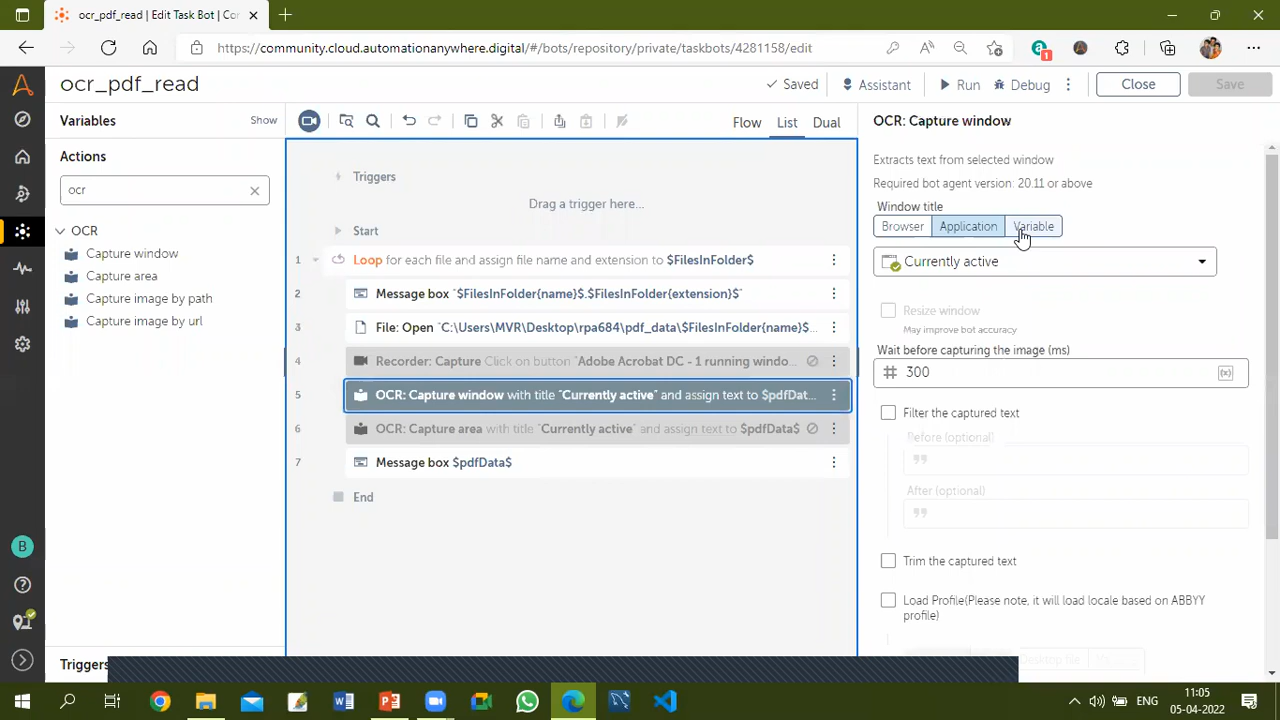 ocr_pdf_read | Edit Task Bot | Cor
https://community.cloud.automationanywhere.digital/#/bots/repository/private/taskbots/4281158/edit
1
ocr_pdf_read
Saved
Assistant
Run
Debug
Close
Save
Variables
Show
Flow
List
Dual
OCR: Capture window
Actions
ocr
OCR
Capture window
Capture area
Capture image by path
Capture image by url
Triggers
Triggers
Drag a trigger here...
Start
1 Loop for each file and assign file name and extension to $FilesInFolder$
2 Message box "$FilesInFolder{name}$.$FilesInFolder{extension}$"
3 File: Open "C:\Users\MVR\Desktop\rpa684\pdf_data\$FilesInFolder{name}$...
4 Recorder: Capture Click on button "Adobe Acrobat DC - 1 running windo...
5 OCR: Capture window with title "Currently active" and assign text to $pdfDat...
6 OCR: Capture area with title "Currently active" and assign text to $pdfData$
7 Message box $pdfData$
End
Extracts text from selected window
Required bot agent version: 20.11 or above
Window title
Browser
Application
Variable
Currently active
Resize window
May improve bot accuracy
Wait before capturing the image (ms)
# 300
(x)
Filter the captured text
Before (optional)
After (optional)
Trim the captured text
Load Profile(Please note, it will load locale based on ABBYY
profile)
Desktop file
B
ENG
11:05
05-04-2022